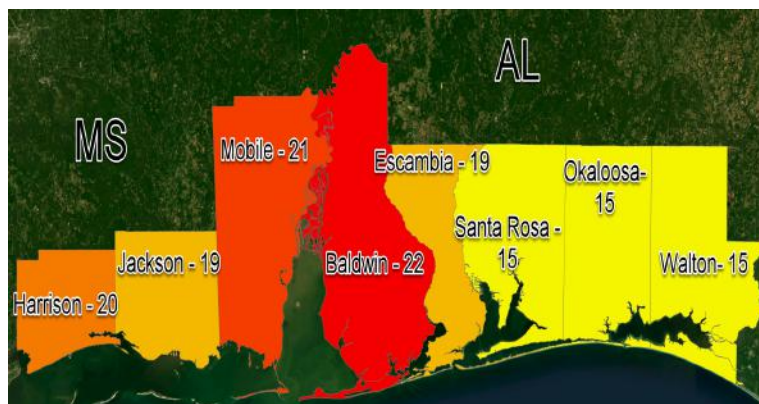 AL
MS
Mobile - 21
Escambia - 19
Okaloosa-
15
Santa Rosa -
15
Jackson - 19
Baldwin - 22
Walton- 15
Harrison - 20